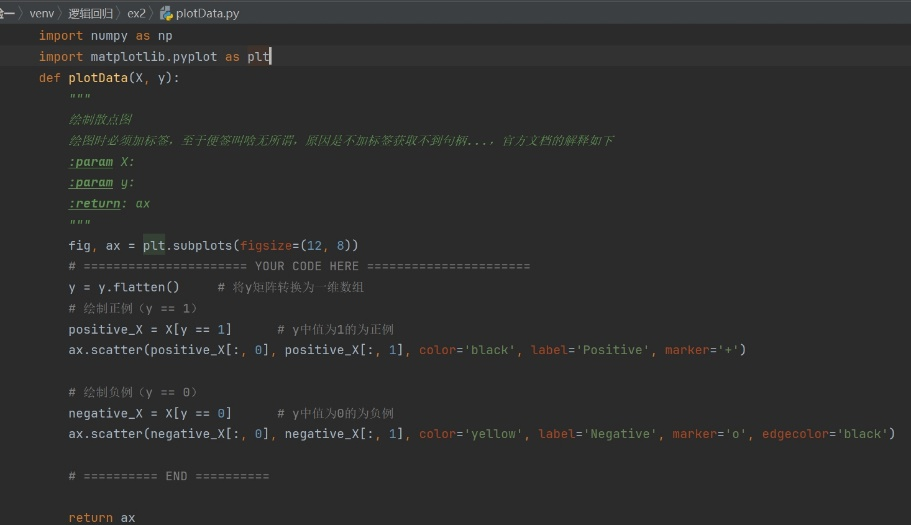 venv 〉 逻辑回归 〉 ex2 〉 plotData.py
import numpy as np
import matplotlib.pyplot as plt
def plotData(X, y):
"""
绘制散点图
绘图时必须加标签，至于便签叫啥无所谓，原因是不加标签获取不到句柄...，官方文档的解释如下
:param X:
:param y:
:return: ax
"""
fig, ax = plt.subplots(figsize=(12, 8))
# ====================== YOUR CODE HERE ======================
y = y.flatten()     # 将y矩阵转换为一维数组
# 绘制正例（y == 1）
positive_X = X[y == 1]      # y中值为1的为正例
ax.scatter(positive_X[:, 0], positive_X[:, 1], color='black', label='Positive', marker='+')
# 绘制负例（y == 0）
negative_X = X[y == 0]      # y中值为0的为负例
ax.scatter(negative_X[:, 0], negative_X[:, 1], color='yellow', label='Negative', marker='o', edgecolor='black')
# ========== END ==========
return ax